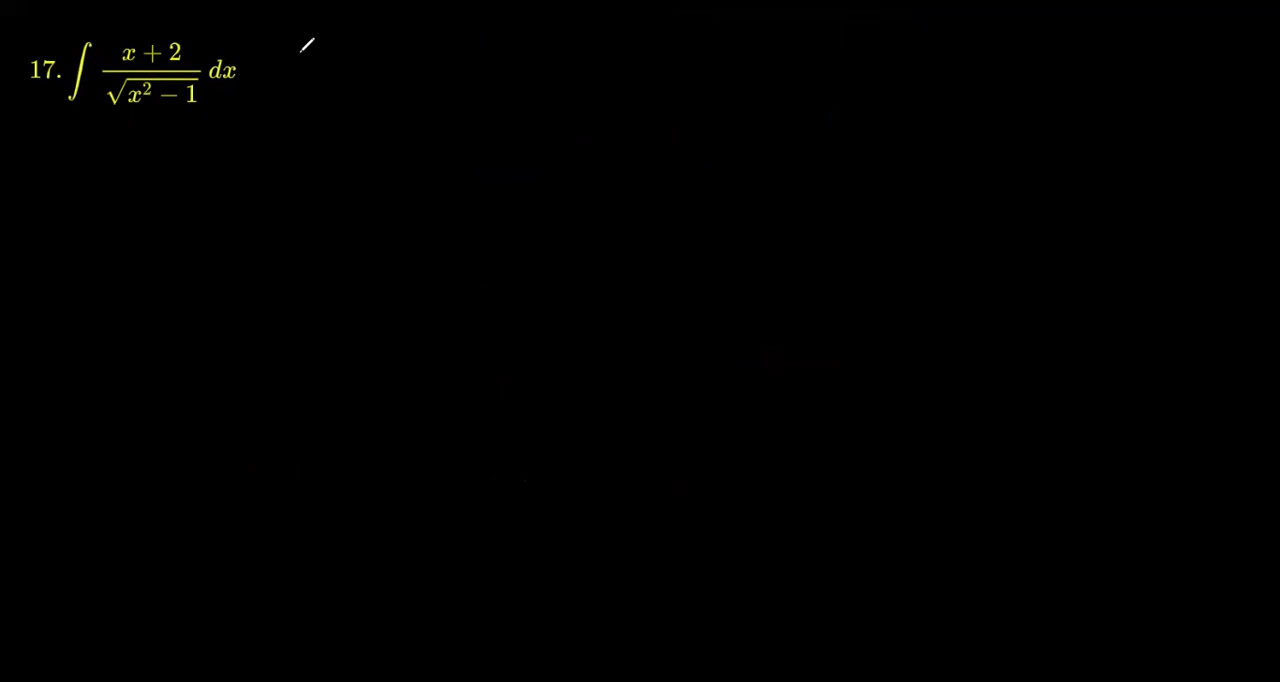 17. ∫ (x + 2) / √(x² − 1) dx